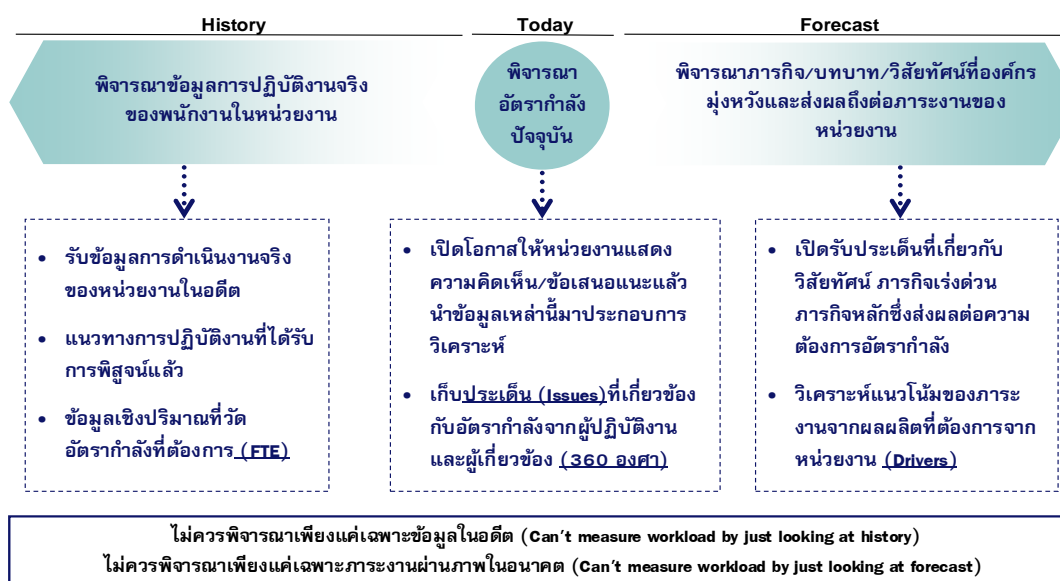 History
Today
Forecast
พิจารณาข้อมูลการปฏิบัติงานจริง
ของพนักงานในหน่วยงาน
พิจารณา
อัตรากำลัง
ปัจจุบัน
พิจารณาภารกิจ/บทบาท/วิสัยทัศน์ที่องค์กร
มุ่งหวังและส่งผลถึงต่อภาระงานของ
หน่วยงาน
• รับข้อมูลการดำเนินงานจริง
ของหน่วยงานในอดีต
• แนวทางการปฏิบัติงานที่ได้รับ
การพิสูจน์แล้ว
• ข้อมูลเชิงปริมาณที่วัด
อัตรากำลังที่ต้องการ (FTE)
• เปิดโอกาสให้หน่วยงานแสดง
ความคิดเห็น/ข้อเสนอแนะแล้ว
นำข้อมูลเหล่านี้มาประกอบการ
วิเคราะห์
• เก็บประเด็น (Issues)ที่เกี่ยวข้อง
กับอัตรากำลังจากผู้ปฏิบัติงาน
และผู้เกี่ยวข้อง (360 องศา)
• เปิดรับประเด็นที่เกี่ยวกับ
วิสัยทัศน์ ภารกิจเร่งด่วน
ภารกิจหลักซึ่งส่งผลต่อความ
ต้องการอัตรากำลัง
• วิเคราะห์แนวโน้มของภาระ
งานจากผลผลิตที่ต้องการจาก
หน่วยงาน (Drivers)
ไม่ควรพิจารณาเพียงแค่เฉพาะข้อมูลในอดีต (Can't measure workload by just looking at history)
ไม่ควรพิจารณาเพียงแค่เฉพาะภาระงานผ่านภาพในอนาคต (Can't measure workload by just looking at forecast)